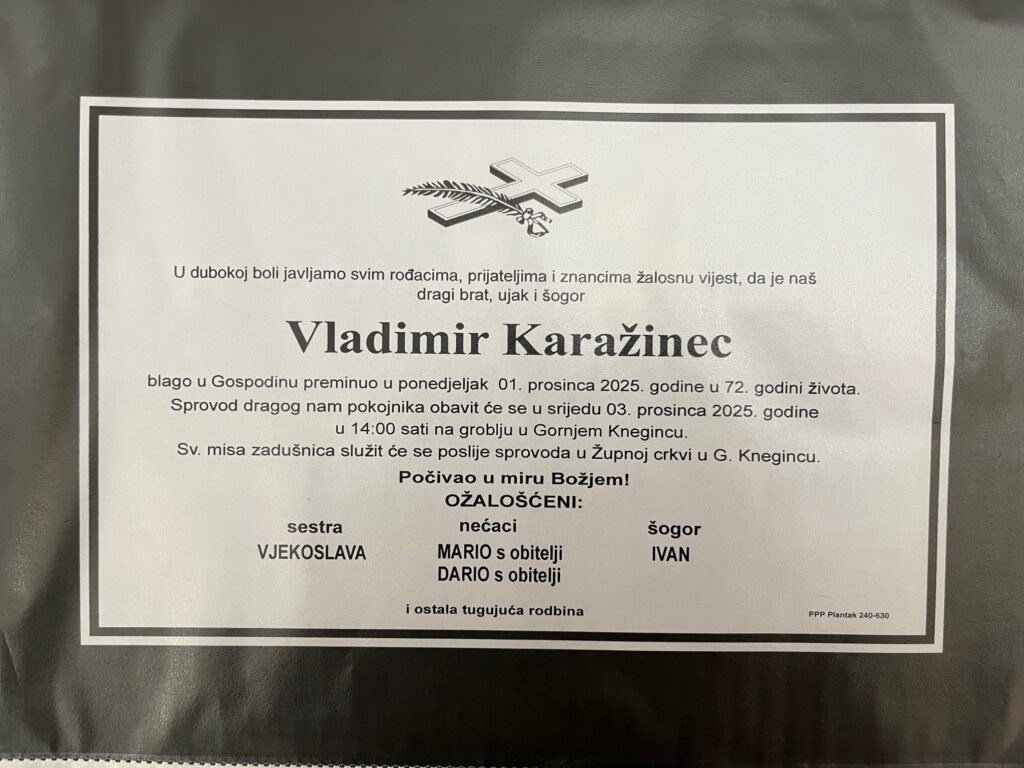 U dubokoj boli javljamo svim rođacima, prijateljima i znancima žalosnu vijest, da je naš
dragi brat, ujak i šogor
Vladimir Karažinec
blago u Gospodinu preminuo u ponedjeljak 01. prosinca 2025. godine u 72. godini života.
Sprovod dragog nam pokojnika obavit će se u srijedu 03. prosinca 2025. godine
u 14:00 sati na groblju u Gornjem Knegincu.
Sv. misa zadušnica služit će se poslije sprovoda u Župnoj crkvi u G. Knegincu.
Počivao u miru Božjem!
OŽALOŠĆENI:
sestra nećaci šogor
VJEKOSLAVA MARIO s obitelji IVAN
DARIO s obitelji
i ostala tugujuća rodbina
PPP Plantak 240-630